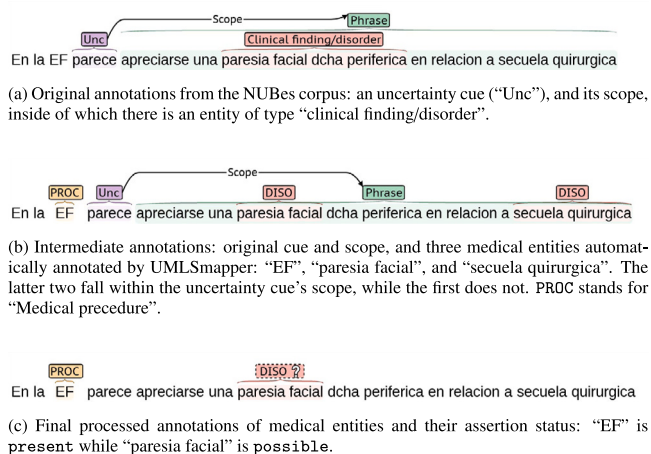 Scope
Phrase
Unc
Clinical finding/disorder
En la EF parece apreciarse una paresia facial dcha periferica en relacion a secuela quirurgica
(a) Original annotations from the NUBes corpus: an uncertainty cue (“Unc”), and its scope,
inside of which there is an entity of type “clinical finding/disorder”.
Scope
PROC Unc DISO Phrase DISO
En la EF parece apreciarse una paresia facial dcha periferica en relacion a secuela quirurgica
(b) Intermediate annotations: original cue and scope, and three medical entities automat-
ically annotated by UMLSmapper: “EF”, “paresia facial”, and “secuela quirurgica”. The
latter two fall within the uncertainty cue’s scope, while the first does not. PROC stands for
“Medical precedure”.
PROC DISO ?
En la EF parece apreciarse una paresia facial dcha periferica en relacion a secuela quirurgica
(c) Final processed annotations of medical entities and their assertion status: “EF” is
present while “paresia facial” is possible.